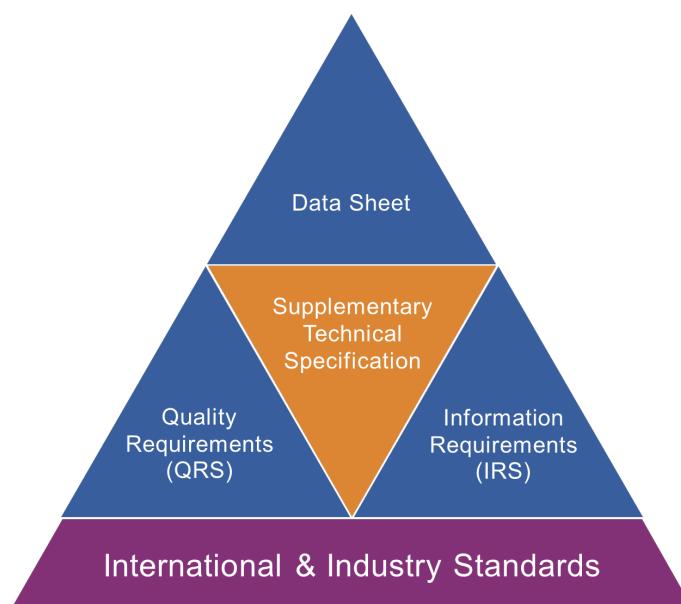 Data Sheet
Supplementary
Technical
Specification
Quality
Requirements
(QRS)
Information
Requirements
(IRS)
International & Industry Standards